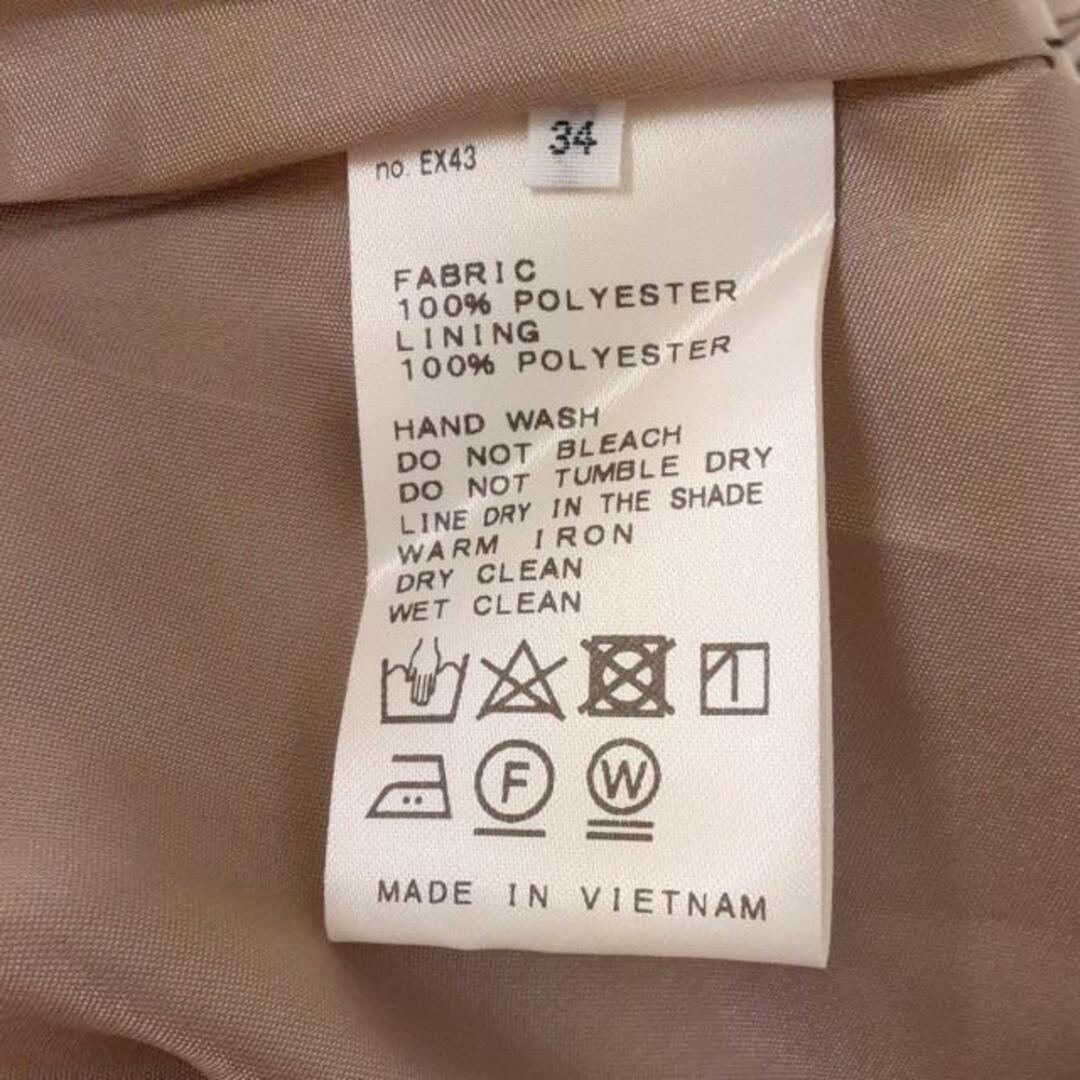 34
no. EX43
FABRIC
100% POLYESTER
LINING
100% POLYESTER
HAND WASH
DO NOT BLEACH
DO NOT TUMBLE DRY
LINE DRY IN THE SHADE
WARM IRON
DRY CLEAN
WET CLEAN
F W
MADE IN VIETNAM